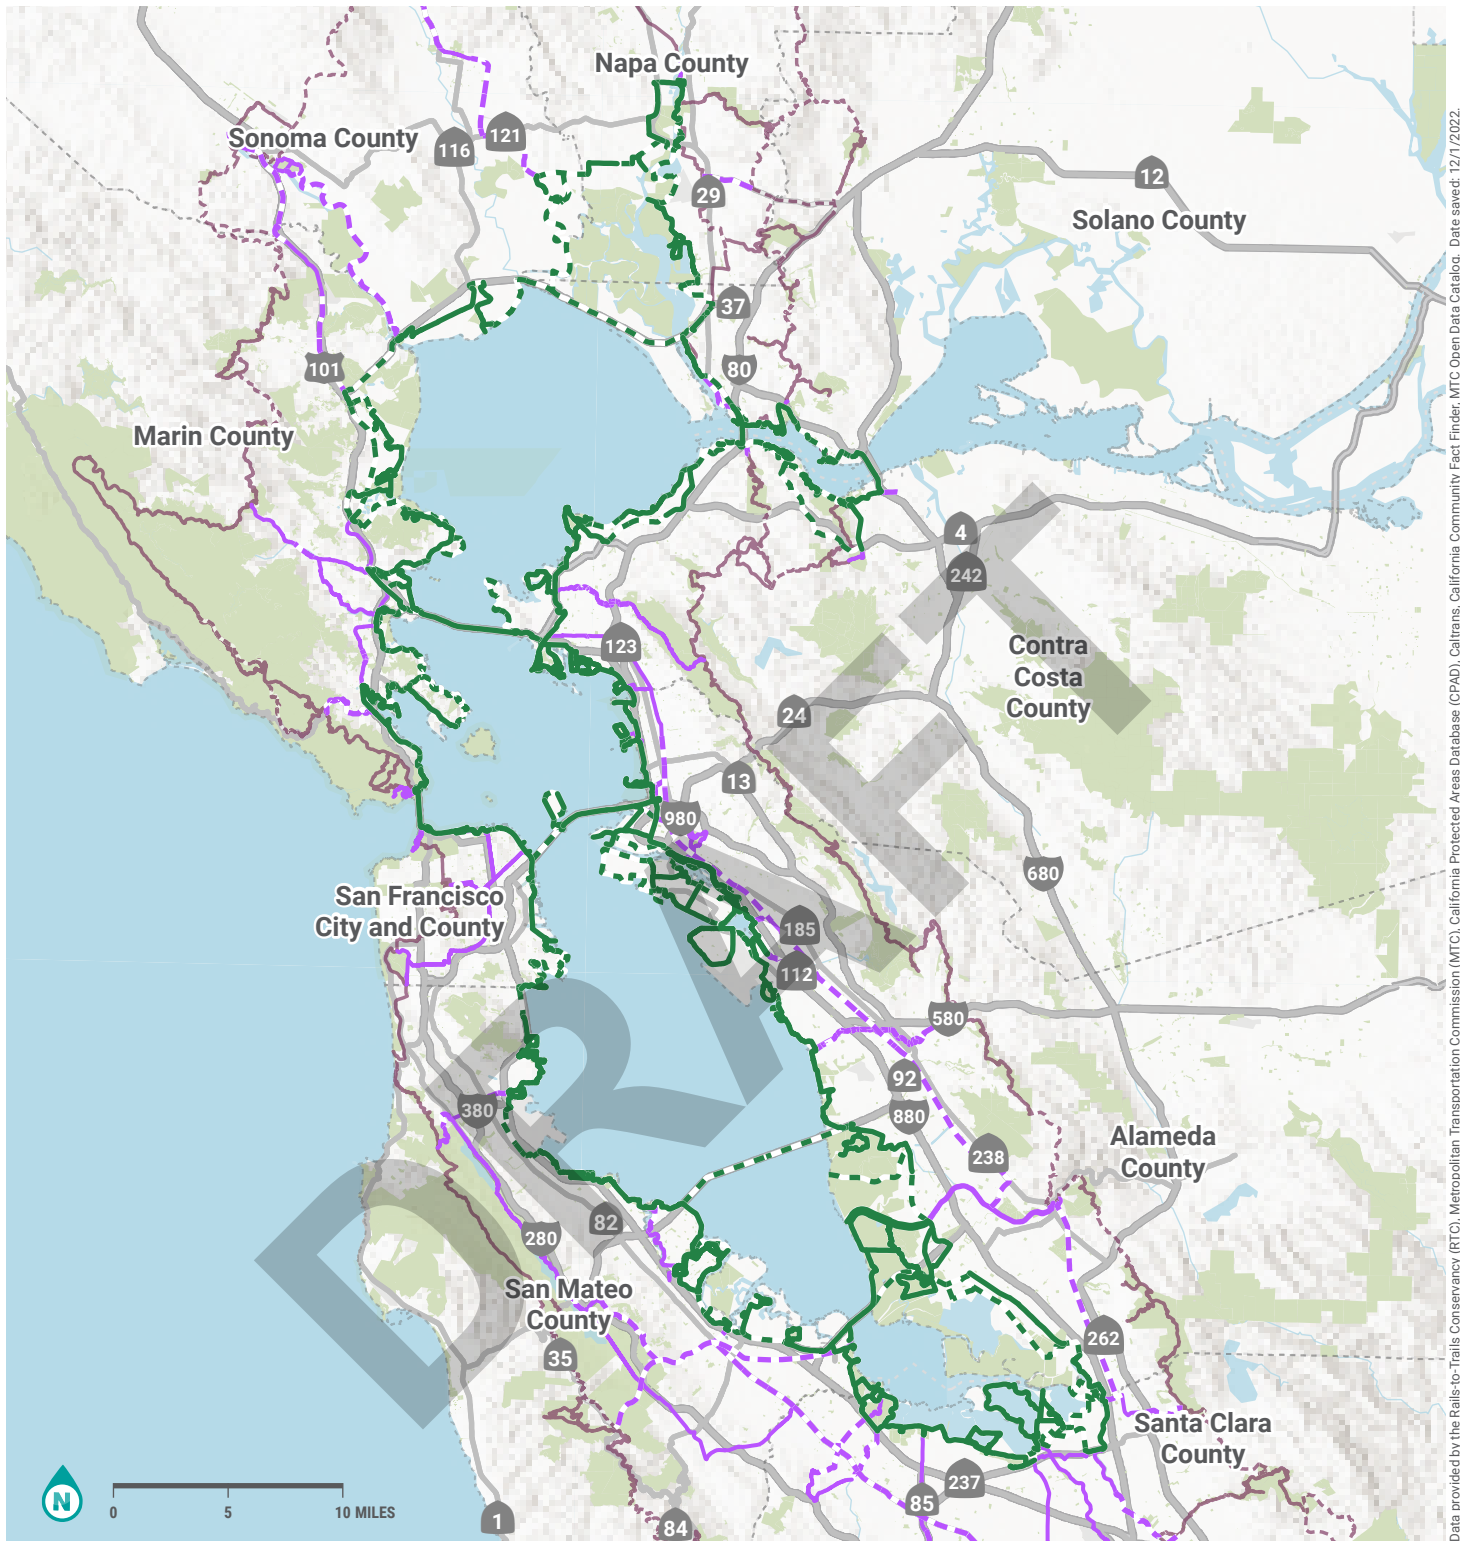 Napa County
Sonoma County
116
121
29
12
Solano County
37
80
101
Marin County
4
242
123
Contra
Costa
County
24
13
980
680
San Francisco
City and County
185
112
580
92
880
380
238
Alameda
County
82
280
San Mateo
County
35
262
Santa Clara
County
237
85
84
1
N
0
5
10 MILES
DRAFT
Data provided by the Rails-to-Trails Conservancy (RTC), Metropolitan Transportation Commission (MTC), California Protected Areas Database (CPAD), Caltrans, California Community Fact Finder, MTC Open Data Catalog. Date saved: 12/1/2022.